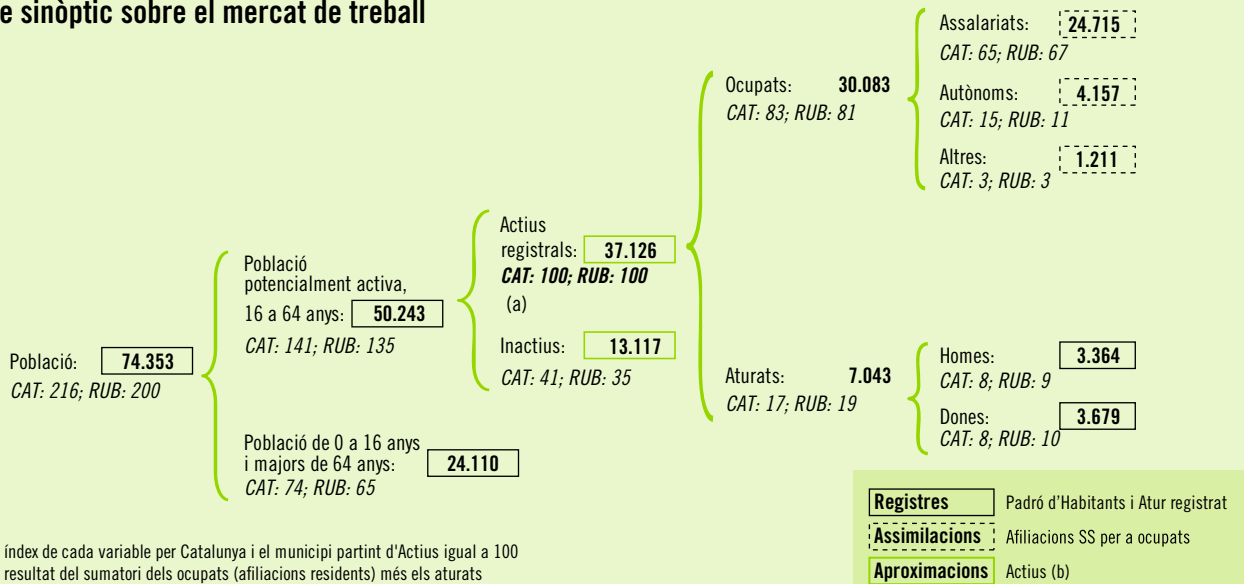 e sinòptic sobre el mercat de treball
Població: 74.353
CAT: 216; RUB: 200
Població
potencialment activa,
16 a 64 anys: 50.243
CAT: 141; RUB: 135
Població de 0 a 16 anys
i majors de 64 anys: 24.110
CAT: 74; RUB: 65
Actius
registrals: 37.126
CAT: 100; RUB: 100
(a)
Inactius: 13.117
CAT: 41; RUB: 35
Ocupats: 30.083
CAT: 83; RUB: 81
Aturats: 7.043
CAT: 17; RUB: 19
Assalariats: 24.715
CAT: 65; RUB: 67
Autònoms: 4.157
CAT: 15; RUB: 11
Altres: 1.211
CAT: 3; RUB: 3
Homes: 3.364
CAT: 8; RUB: 9
Dones: 3.679
CAT: 8; RUB: 10
Registres Padró d'Habitants i Atur registrat
Assimilacions Afiliacions SS per a ocupats
Aproximacions Actius (b)
índex de cada variable per Catalunya i el municipi partint d'Actius igual a 100
resultat del sumatori dels ocupats (afiliacions residents) més els aturats